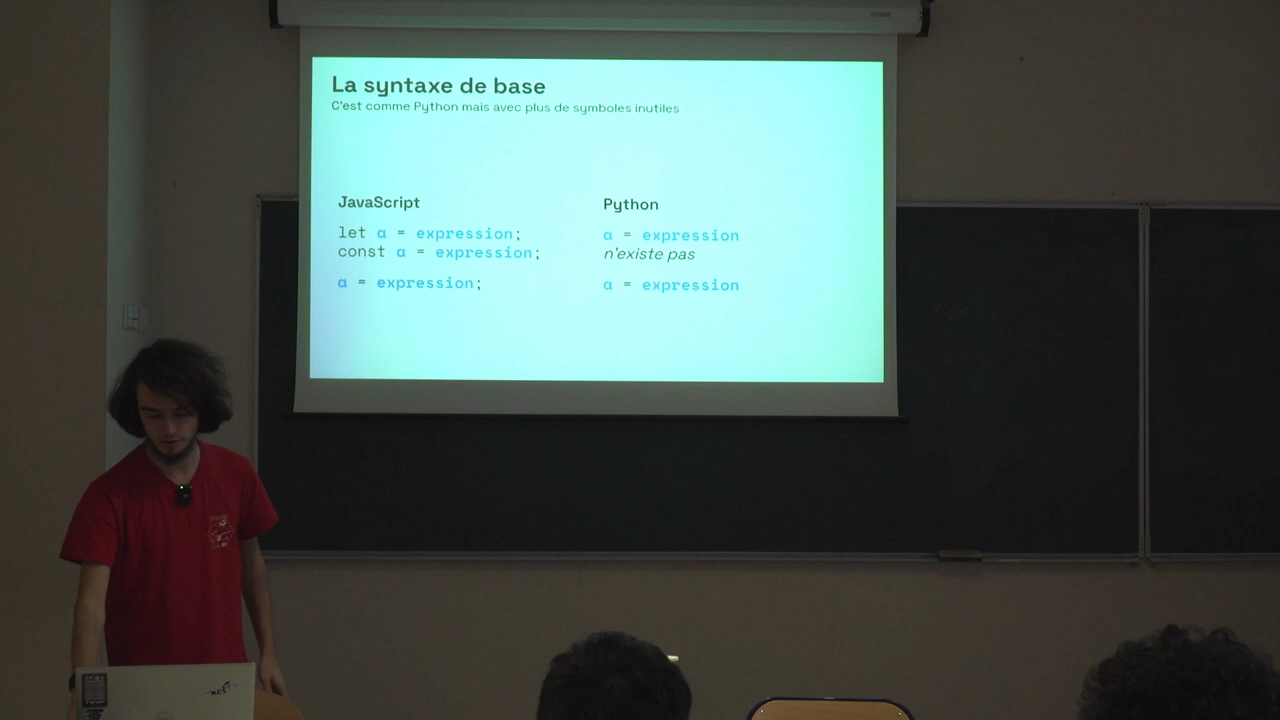 La syntaxe de base
C'est comme Python mais avec plus de symboles inutiles
JavaScript
let a = expression;
const a = expression;
a = expression;
Python
a = expression
n'existe pas
a = expression